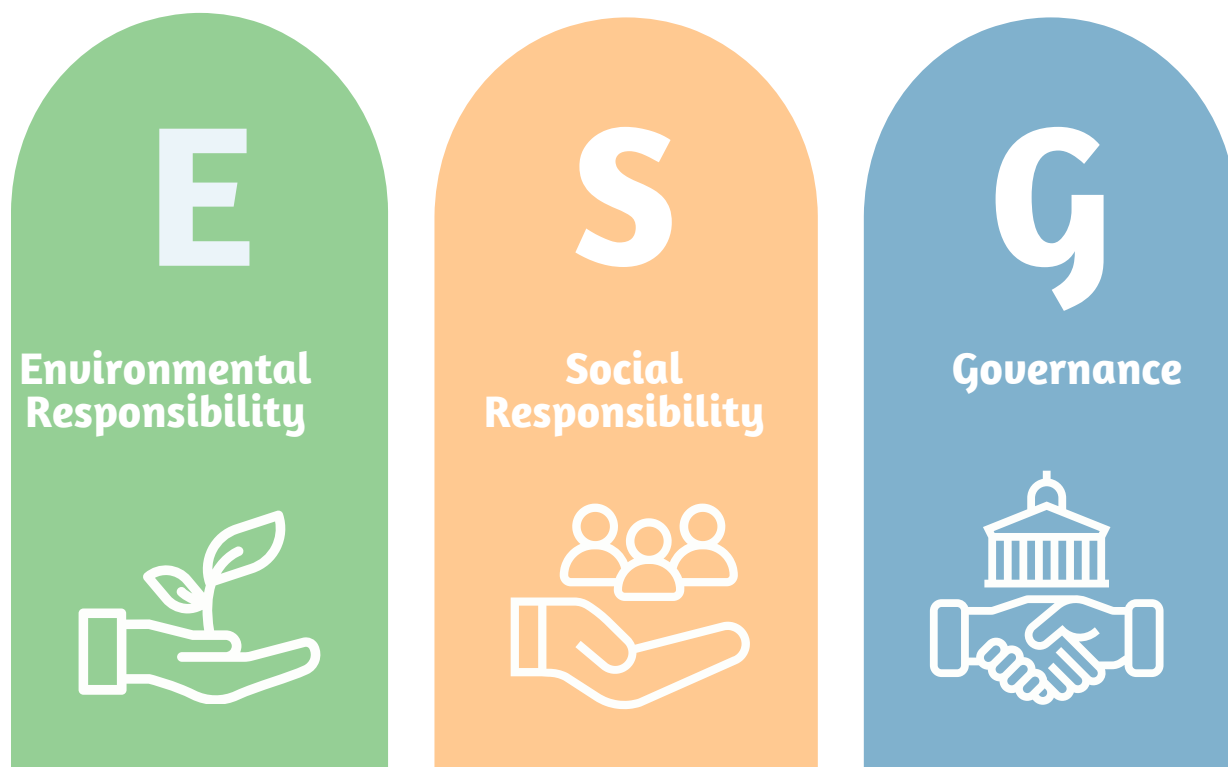 E
Environmental
Responsibility
S
Social
Responsibility
G
Governance